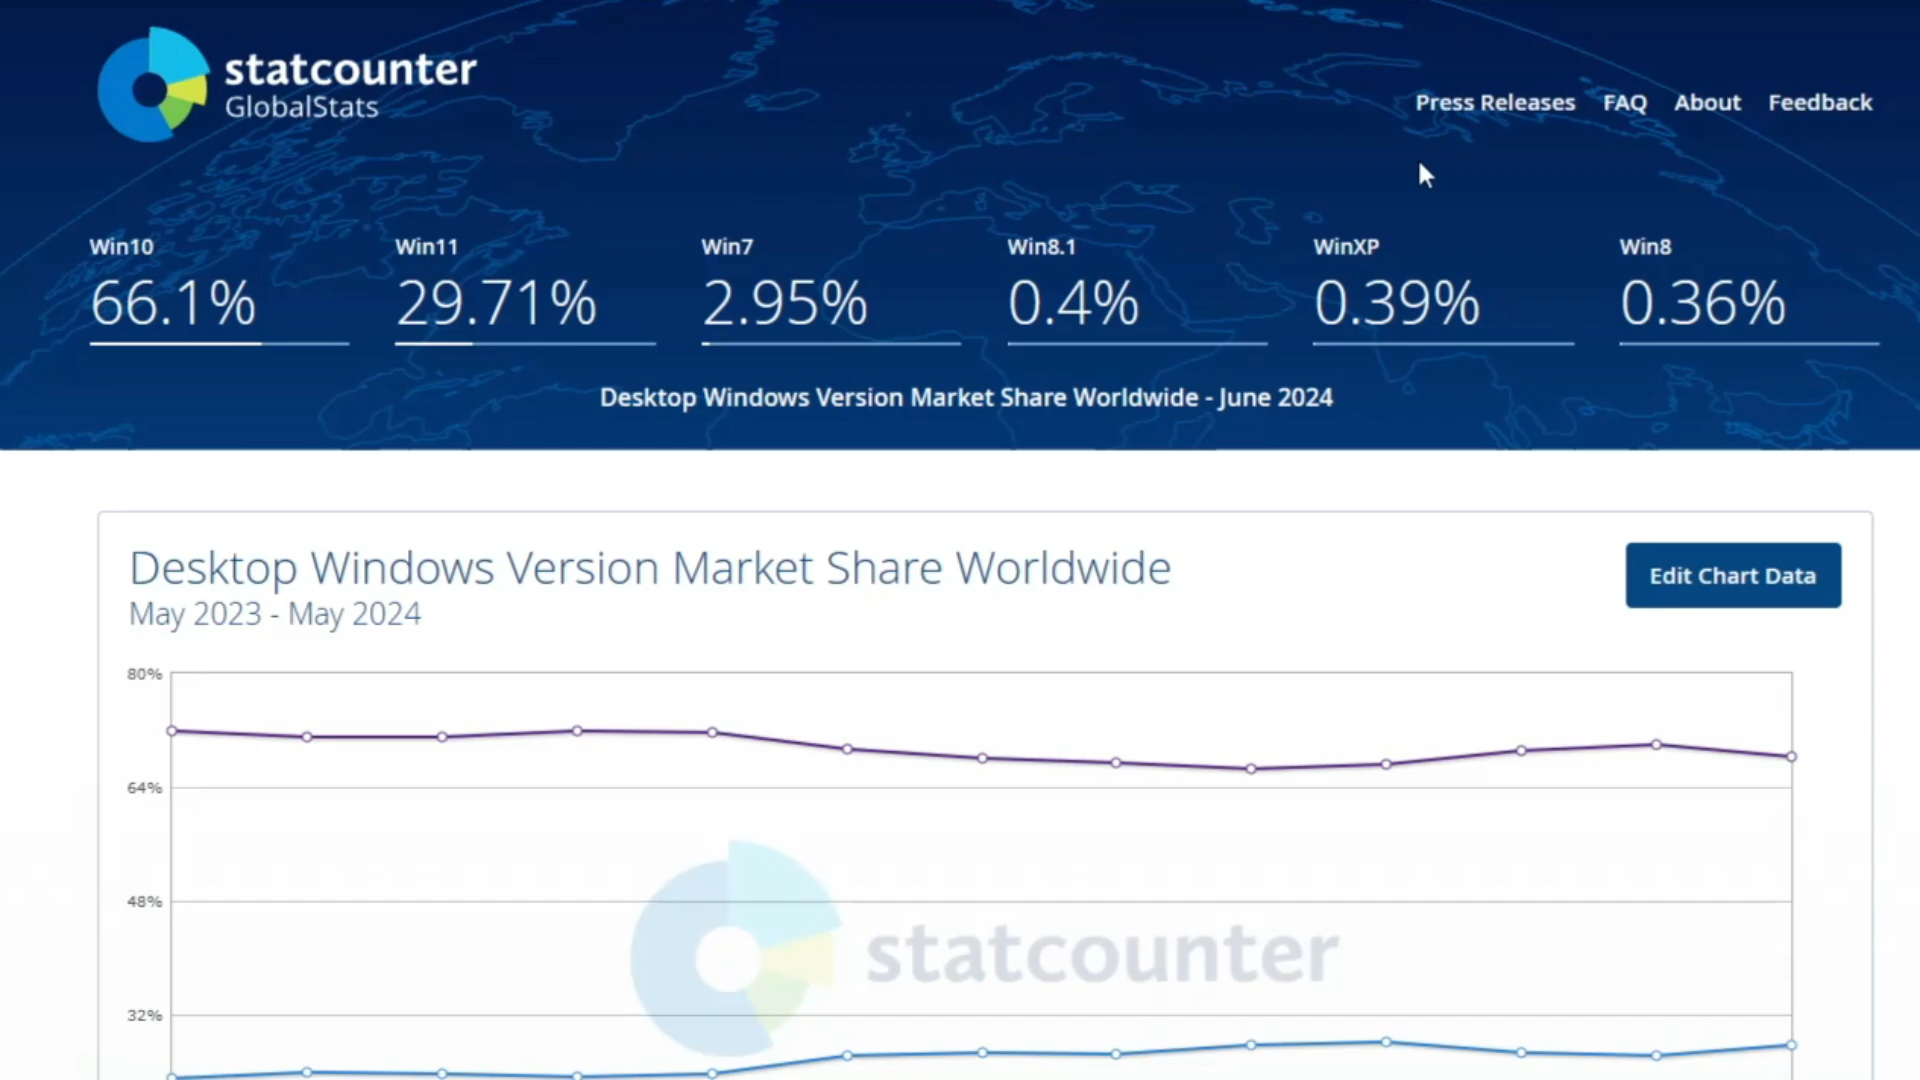 statcounter
GlobalStats
Press Releases FAQ About Feedback
Win10 Win11 Win7 Win8.1 WinXP Win8
66.1% 29.71% 2.95% 0.4% 0.39% 0.36%
Desktop Windows Version Market Share Worldwide - June 2024
Desktop Windows Version Market Share Worldwide
May 2023 - May 2024
Edit Chart Data
80%
64%
48%
statcounter
32%